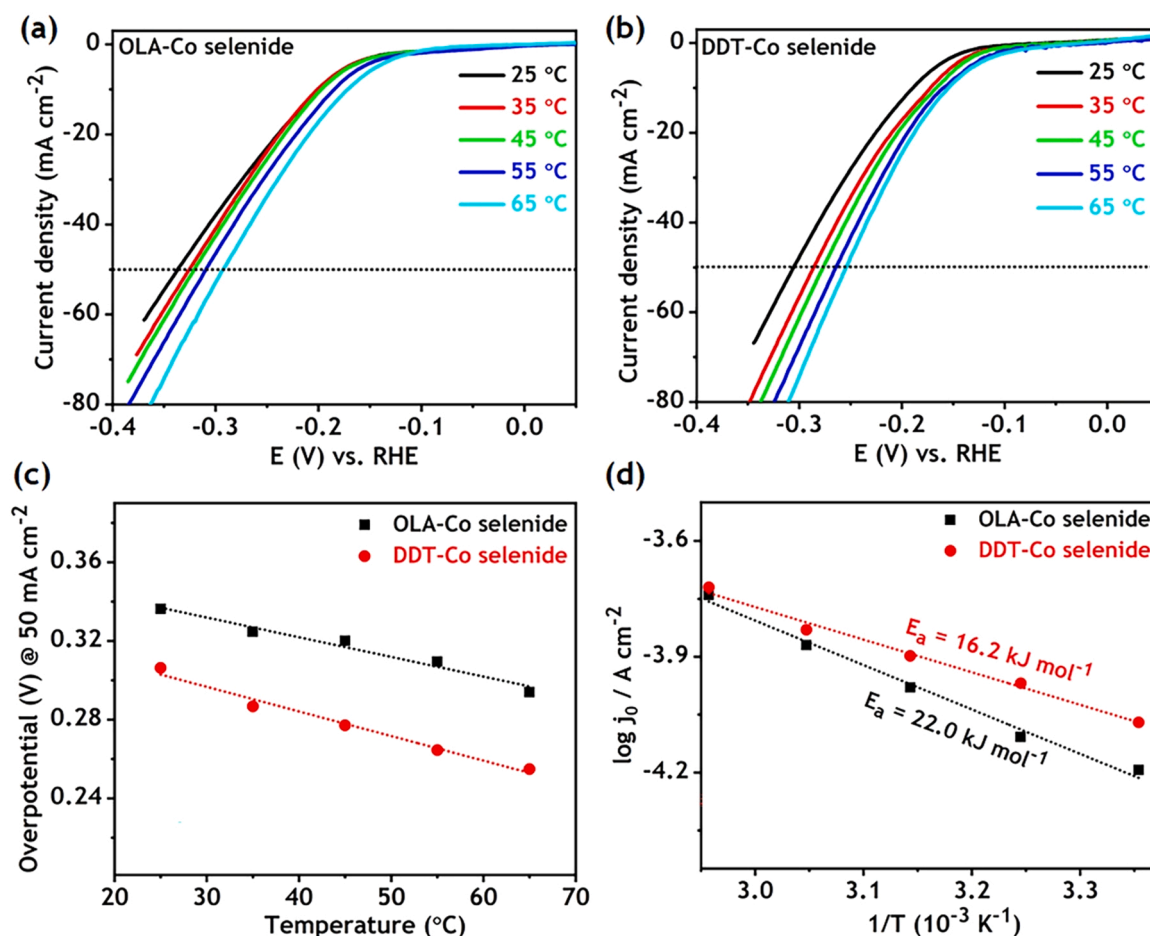 (a)
OLA-Co selenide
25 °C
35 °C
45 °C
55 °C
65 °C
0
-20
-40
-60
-80
-0.4
-0.3
-0.2
-0.1
0.0
Current density (mA cm⁻²)
E (V) vs. RHE
(b)
DDT-Co selenide
25 °C
35 °C
45 °C
55 °C
65 °C
0
-20
-40
-60
-80
-0.4
-0.3
-0.2
-0.1
0.0
Current density (mA cm⁻²)
E (V) vs. RHE
(c)
OLA-Co selenide
DDT-Co selenide
0.36
0.32
0.28
0.24
20
30
40
50
60
70
Overpotential (V) @ 50 mA cm⁻²
Temperature (°C)
(d)
OLA-Co selenide
DDT-Co selenide
Eₐ = 16.2 kJ mol⁻¹
Eₐ = 22.0 kJ mol⁻¹
-3.6
-3.9
-4.2
3.0
3.1
3.2
3.3
log j₀ / A cm⁻²
1/T (10⁻³ K⁻¹)